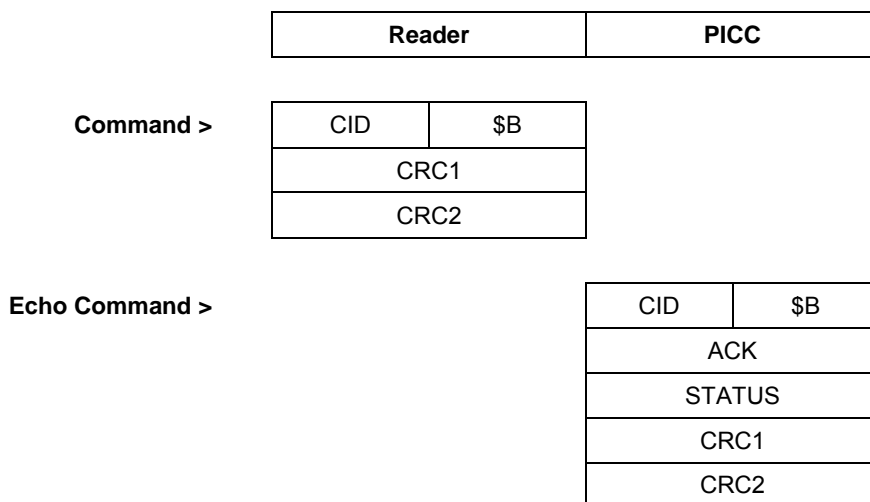 Reader PICC
Command > CID $B
CRC1
CRC2
Echo Command > CID $B
ACK
STATUS
CRC1
CRC2